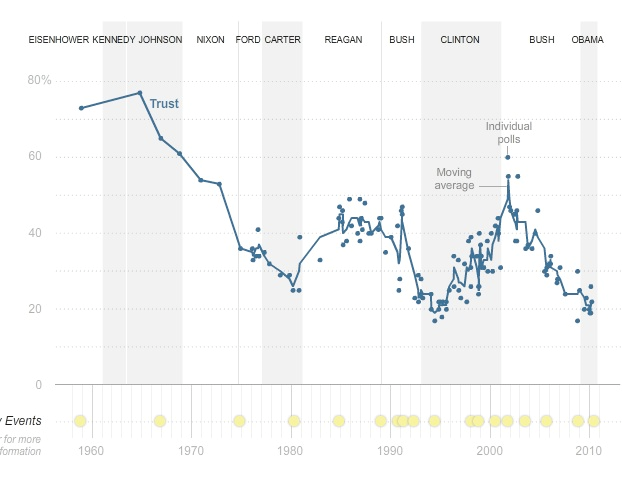 EISENHOWER KENNEDY JOHNSON NIXON FORD CARTER REAGAN BUSH CLINTON BUSH OBAMA
80%
Trust
Individual
polls
60
Moving
average
40
20
0
y Events
r for more
formation
1960 1970 1980 1990 2000 2010